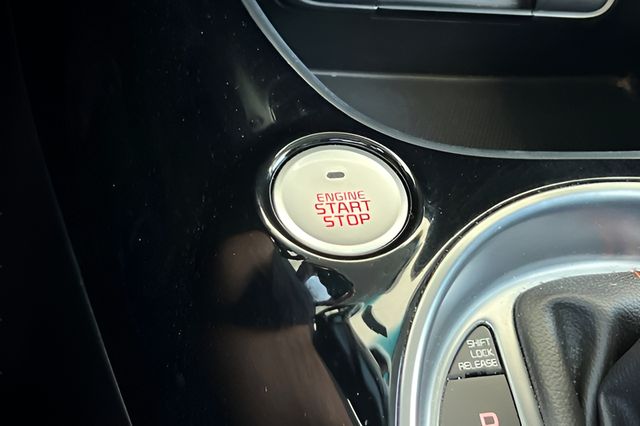 ENGINE
START
STOP
SHIFT
LOCK
RELEASE
P